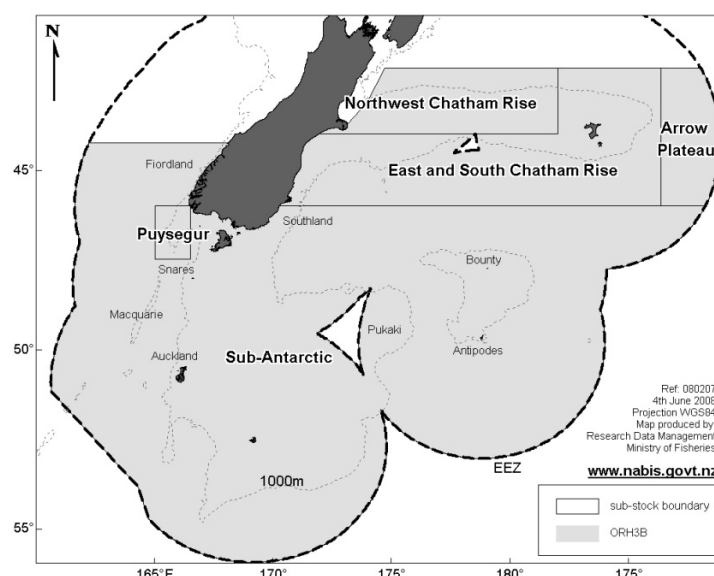 N
Northwest Chatham Rise
Arrow
Plateau
45°
Fiordland
East and South Chatham Rise
Southland
Puysegur
Snares
Bounty
Macquarie
Pukaki
50°
Auckland
Sub-Antarctic
Antipodes
Ref: 080207
4th June 2008
Projection WGS84
Map produced by
Research Data Management
Ministry of Fisheries
EEZ
www.nabis.govt.nz
1000m
sub-stock boundary
55°
ORH3B
165°E
170°
175°
180°
175°